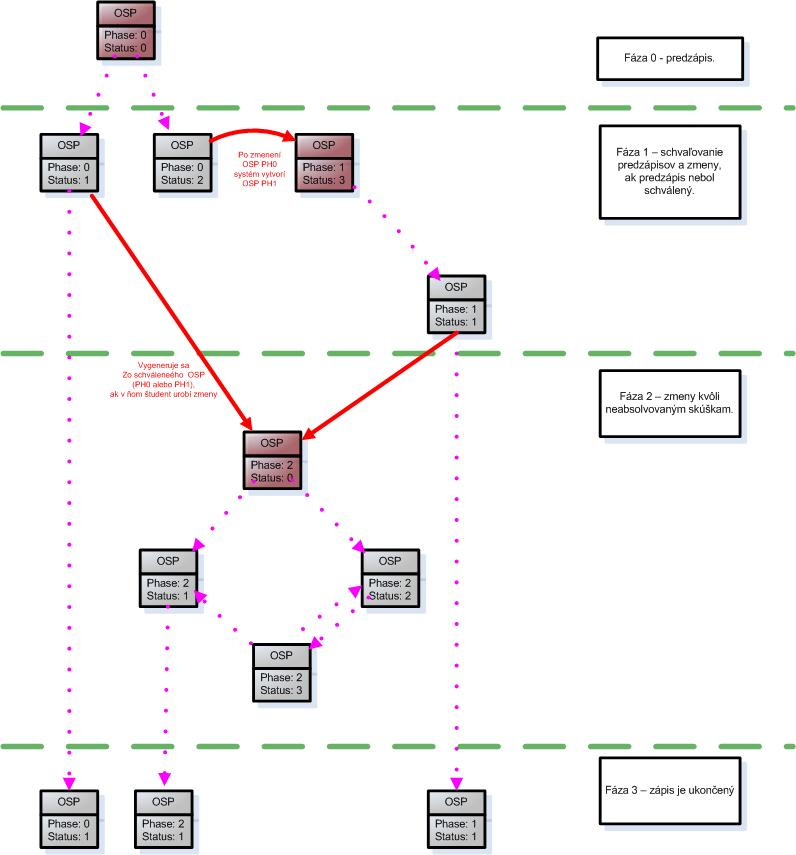 OSP
Phase: 0
Status: 0
Fáza 0 - predzápis.
OSP
Phase: 0
Status: 1
OSP
Phase: 0
Status: 2
Po zmenení
OSP PH0
systém vytvorí
OSP PH1
OSP
Phase: 1
Status: 3
Fáza 1 – schvaľovanie
predzápisov a zmeny,
ak predzápis nebol
schválený.
OSP
Phase: 1
Status: 1
Vygeneruje sa
Zo schváleneého OSP
(PH0 alebo PH1),
ak v ňom študent urobí zmeny
Fáza 2 – zmeny kvôli
neabsolvovaným skúškam.
OSP
Phase: 2
Status: 0
OSP
Phase: 2
Status: 1
OSP
Phase: 2
Status: 2
OSP
Phase: 2
Status: 3
OSP
Phase: 0
Status: 1
OSP
Phase: 2
Status: 1
OSP
Phase: 1
Status: 1
Fáza 3 – zápis je ukončený